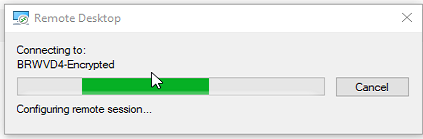 Remote Desktop
Connecting to:
BRWVD4-Encrypted
Cancel
Configuring remote session...